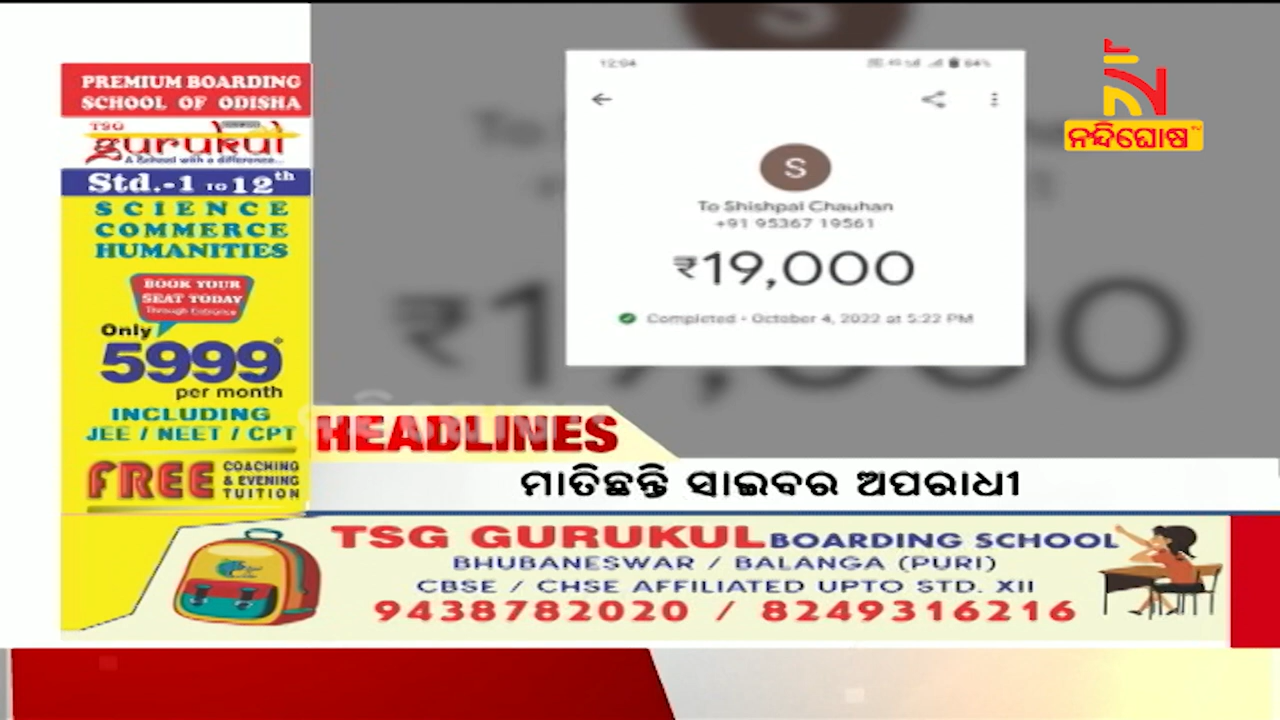 PREMIUM BOARDING
SCHOOL OF ODISHA
TSG
gurukul
A School with a difference...
Std.-1 TO 12th
SCIENCE
COMMERCE
HUMANITIES
BOOK YOUR
SEAT TODAY
Through Entrance
Only
5999*
per month
INCLUDING
JEE / NEET / CPT
FREE COACHING
& EVENING
TUITION
12:04
64%
S
To Shishpal Chauhan
+91 95367 19561
₹19,000
Completed • October 4, 2022 at 5:22 PM
ନନ୍ଦିଘୋଷ TV
HEADLINES
ମାତିଛନ୍ତି ସାଇବର ଅପରାଧୀ
TSG GURUKUL BOARDING SCHOOL
BHUBANESWAR / BALANGA (PURI)
CBSE / CHSE AFFILIATED UPTO STD. XII
9438782020 / 8249316216